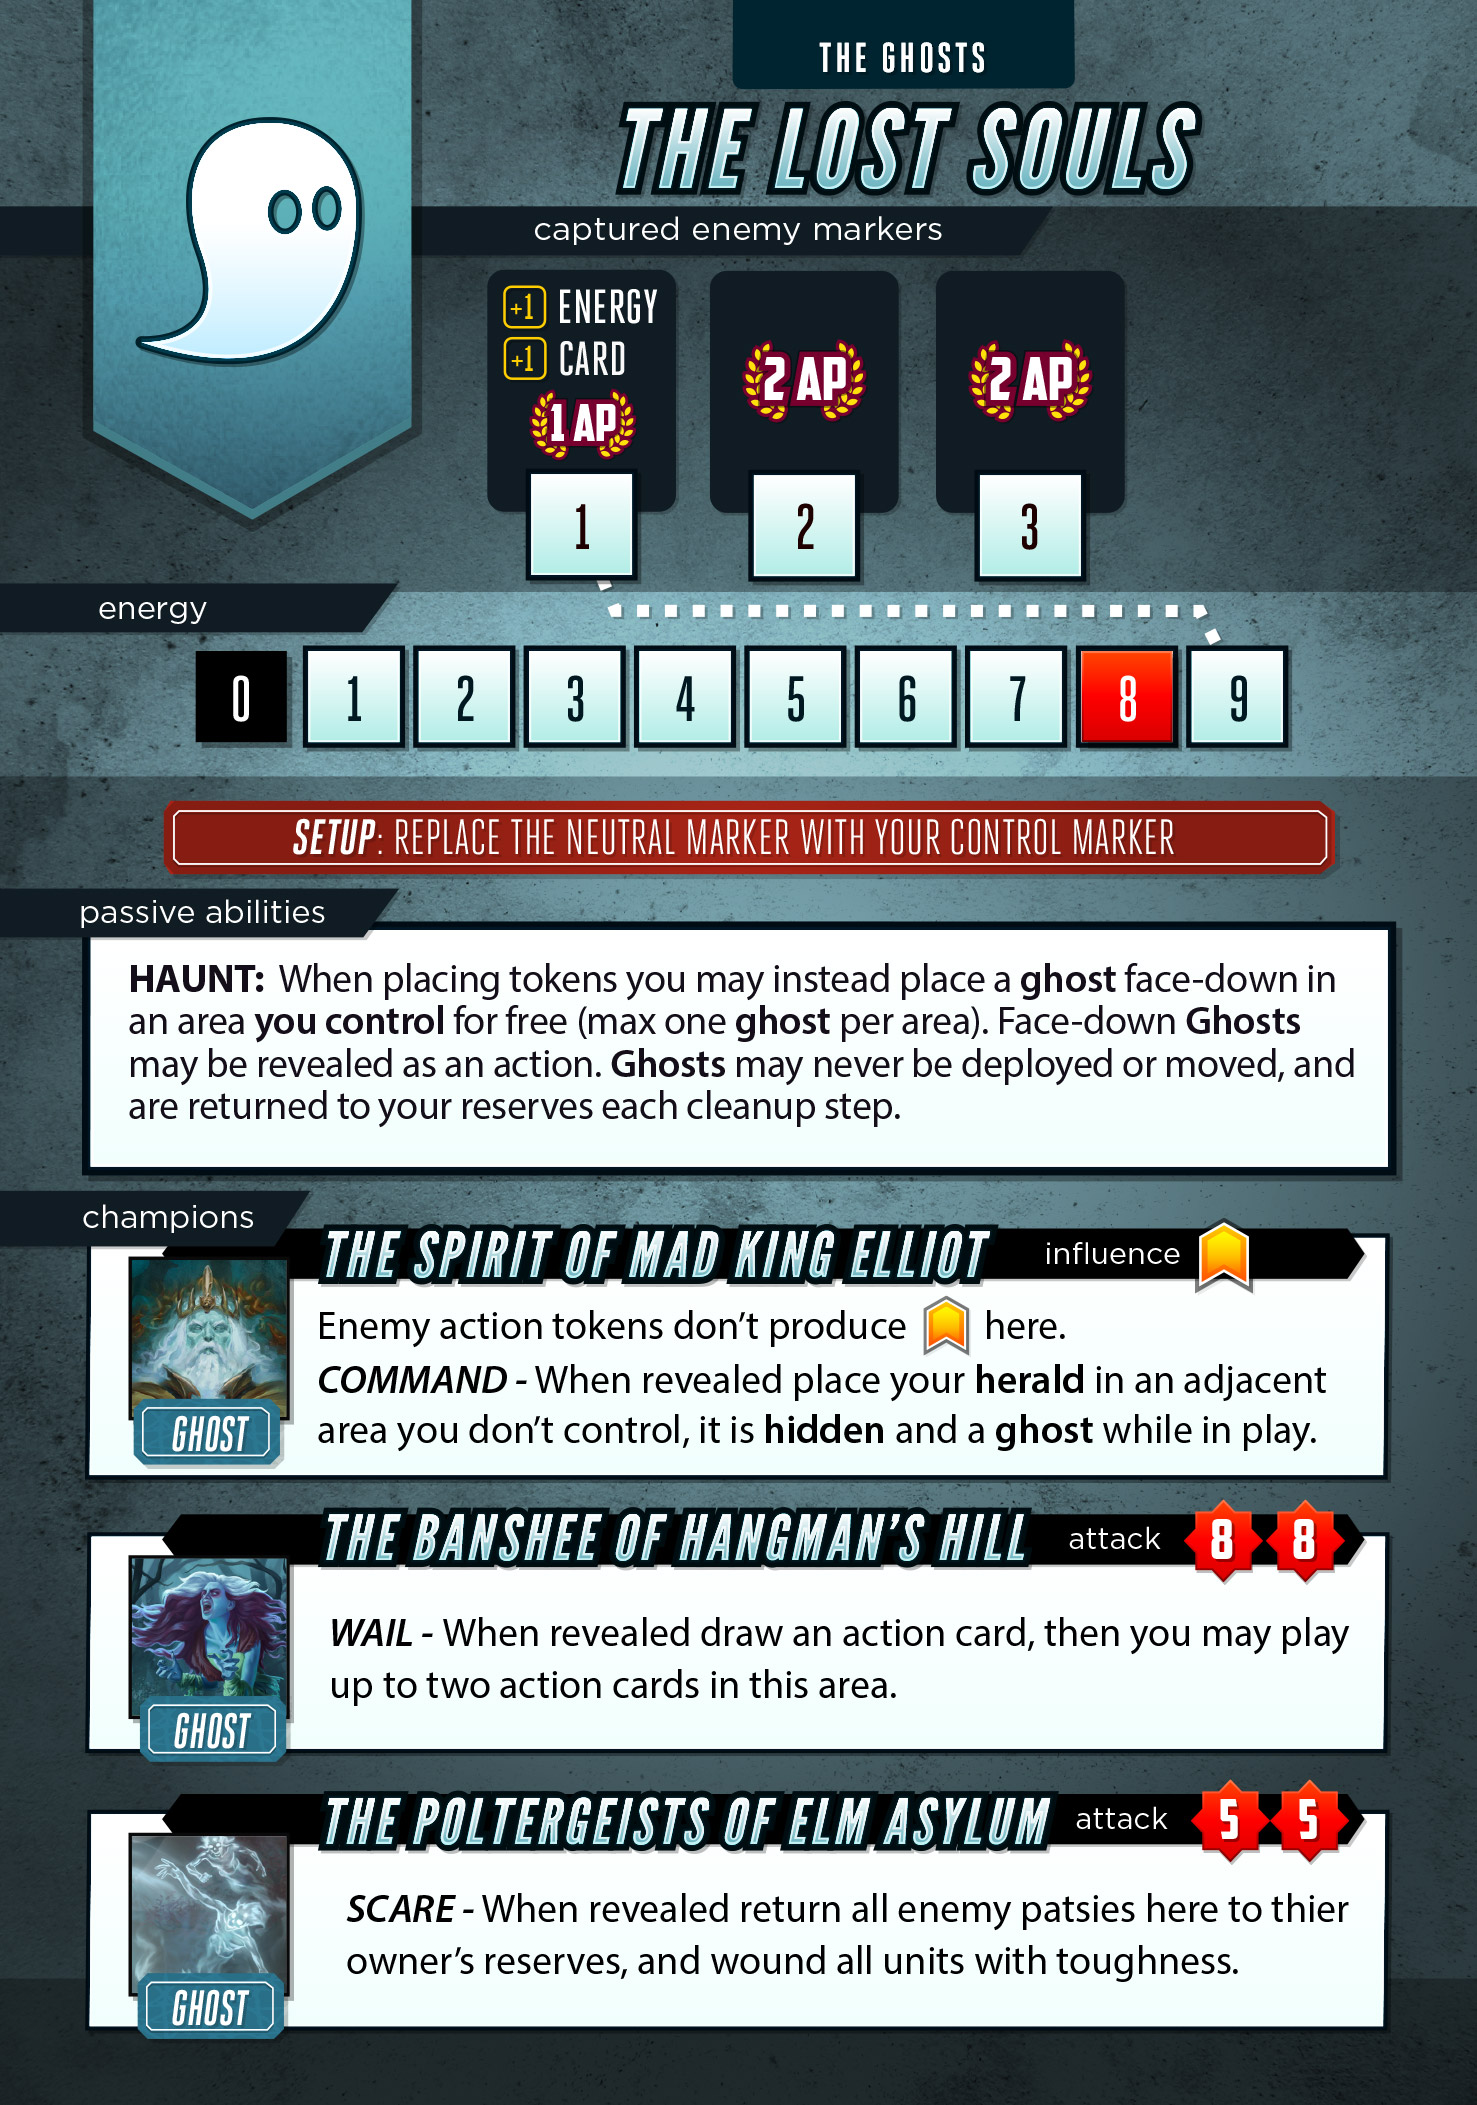 THE GHOSTS
THE LOST SOULS
captured enemy markers
+1 ENERGY
+1 CARD
1 AP
2 AP
2 AP
1
2
3
energy
0 1 2 3 4 5 6 7 8 9
SETUP: REPLACE THE NEUTRAL MARKER WITH YOUR CONTROL MARKER
passive abilities
HAUNT: When placing tokens you may instead place a ghost face-down in
an area you control for free (max one ghost per area). Face-down Ghosts
may be revealed as an action. Ghosts may never be deployed or moved, and
are returned to your reserves each cleanup step.
champions
THE SPIRIT OF MAD KING ELLIOT
influence
Enemy action tokens don't produce here.
COMMAND - When revealed place your herald in an adjacent
area you don't control, it is hidden and a ghost while in play.
GHOST
THE BANSHEE OF HANGMAN'S HILL
attack 8 8
WAIL - When revealed draw an action card, then you may play
up to two action cards in this area.
GHOST
THE POLTERGEISTS OF ELM ASYLUM
attack 5 5
SCARE - When revealed return all enemy patsies here to thier
owner's reserves, and wound all units with toughness.
GHOST